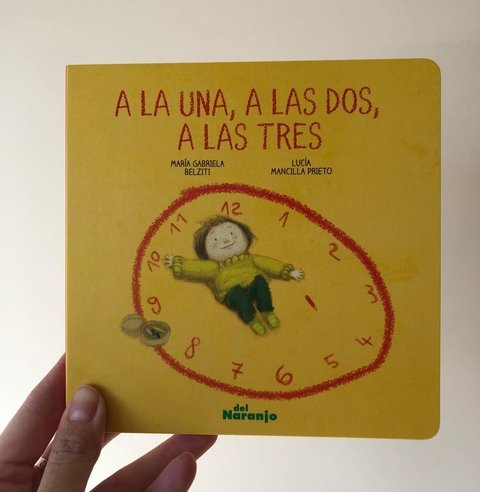 A LA UNA, A LAS DOS,
A LAS TRES
MARÍA GABRIELA
BELZITI
LUCÍA
MANCILLA PRIETO
12
1
2
3
4
5
6
7
8
9
10
11
del
Naranjo